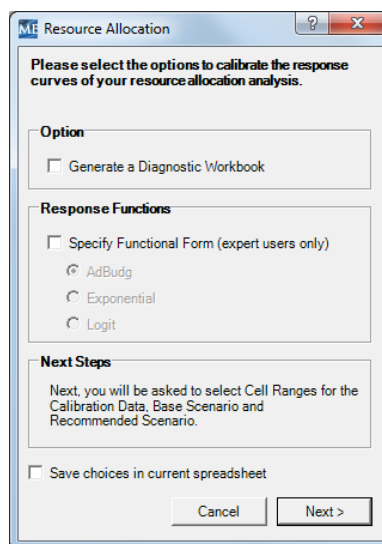 ME Resource Allocation
Please select the options to calibrate the response
curves of your resource allocation analysis.
Option
Generate a Diagnostic Workbook
Response Functions
Specify Functional Form (expert users only)
AdBudg
Exponential
Logit
Next Steps
Next, you will be asked to select Cell Ranges for the
Calibration Data, Base Scenario and
Recommended Scenario.
Save choices in current spreadsheet
Cancel Next >